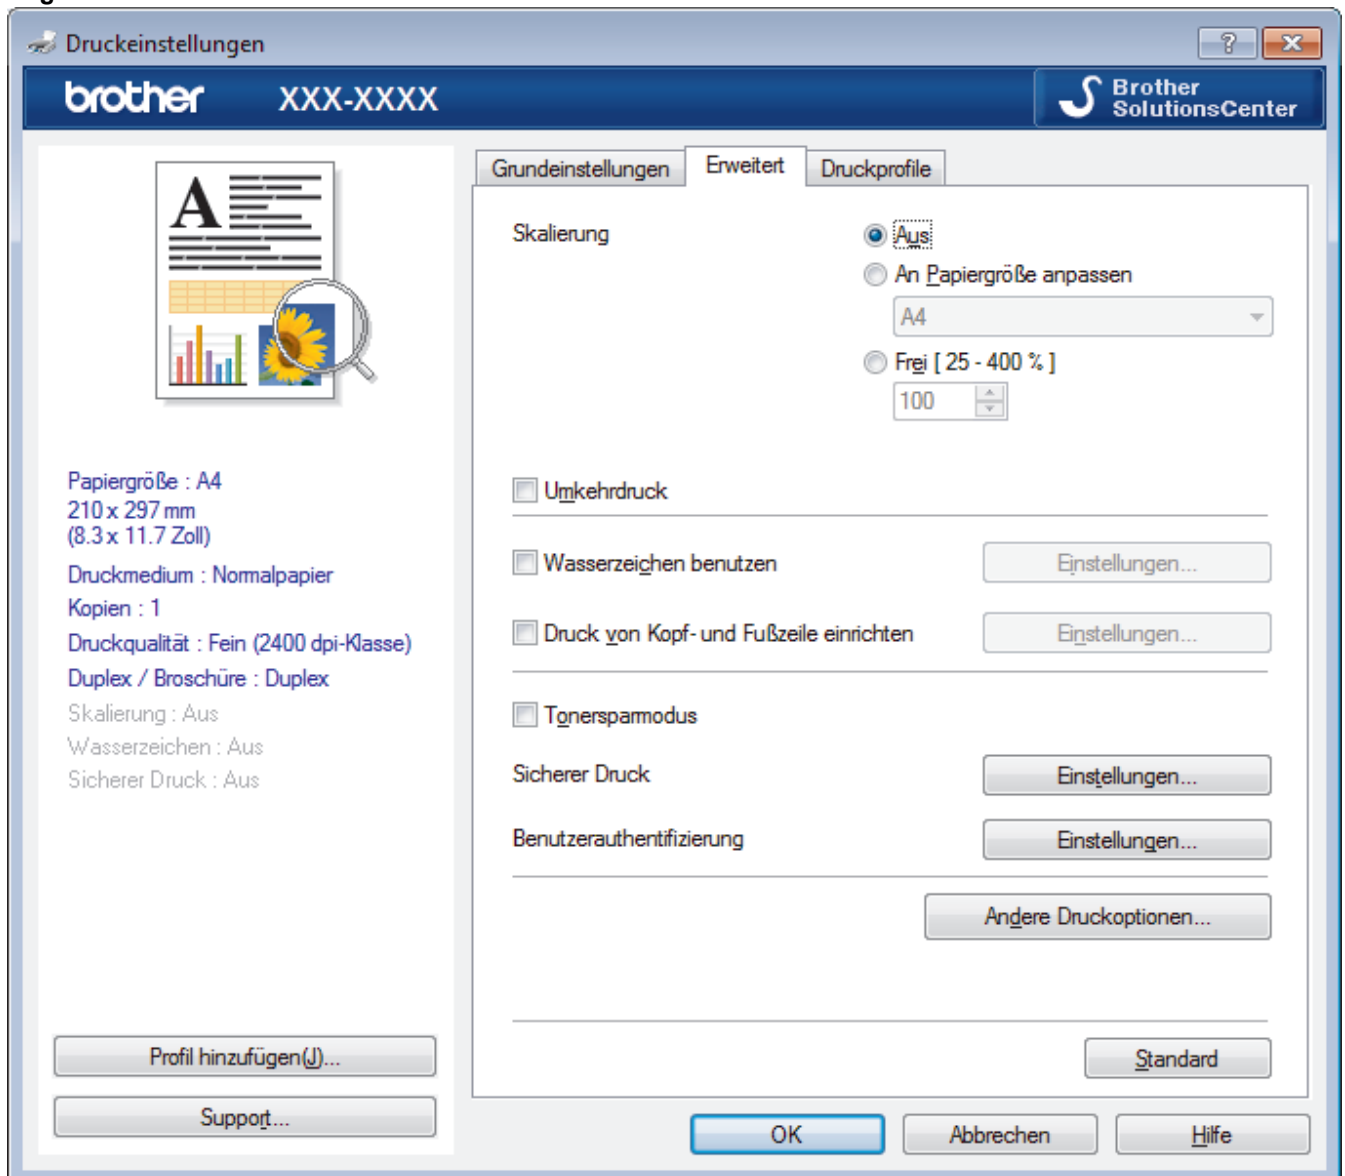 Druckeinstellungen
brother XXX-XXXX
Brother
SolutionsCenter
Grundeinstellungen Erweitert Druckprofile
A
Papiergröße : A4
210 x 297 mm
(8.3 x 11.7 Zoll)
Druckmedium : Normalpapier
Kopien : 1
Druckqualität : Fein (2400 dpi-Klasse)
Duplex / Broschüre : Duplex
Skalierung : Aus
Wasserzeichen : Aus
Sicherer Druck : Aus
Profil hinzufügen(J)...
Support...
Skalierung
Aus
An Papiergröße anpassen
A4
Frei [ 25 - 400 % ]
100
Umkehrdruck
Wasserzeichen benutzen Einstellungen...
Druck von Kopf- und Fußzeile einrichten Einstellungen...
Tonersparmodus
Sicherer Druck Einstellungen...
Benutzerauthentifizierung Einstellungen...
Andere Druckoptionen...
Standard
OK Abbrechen Hilfe